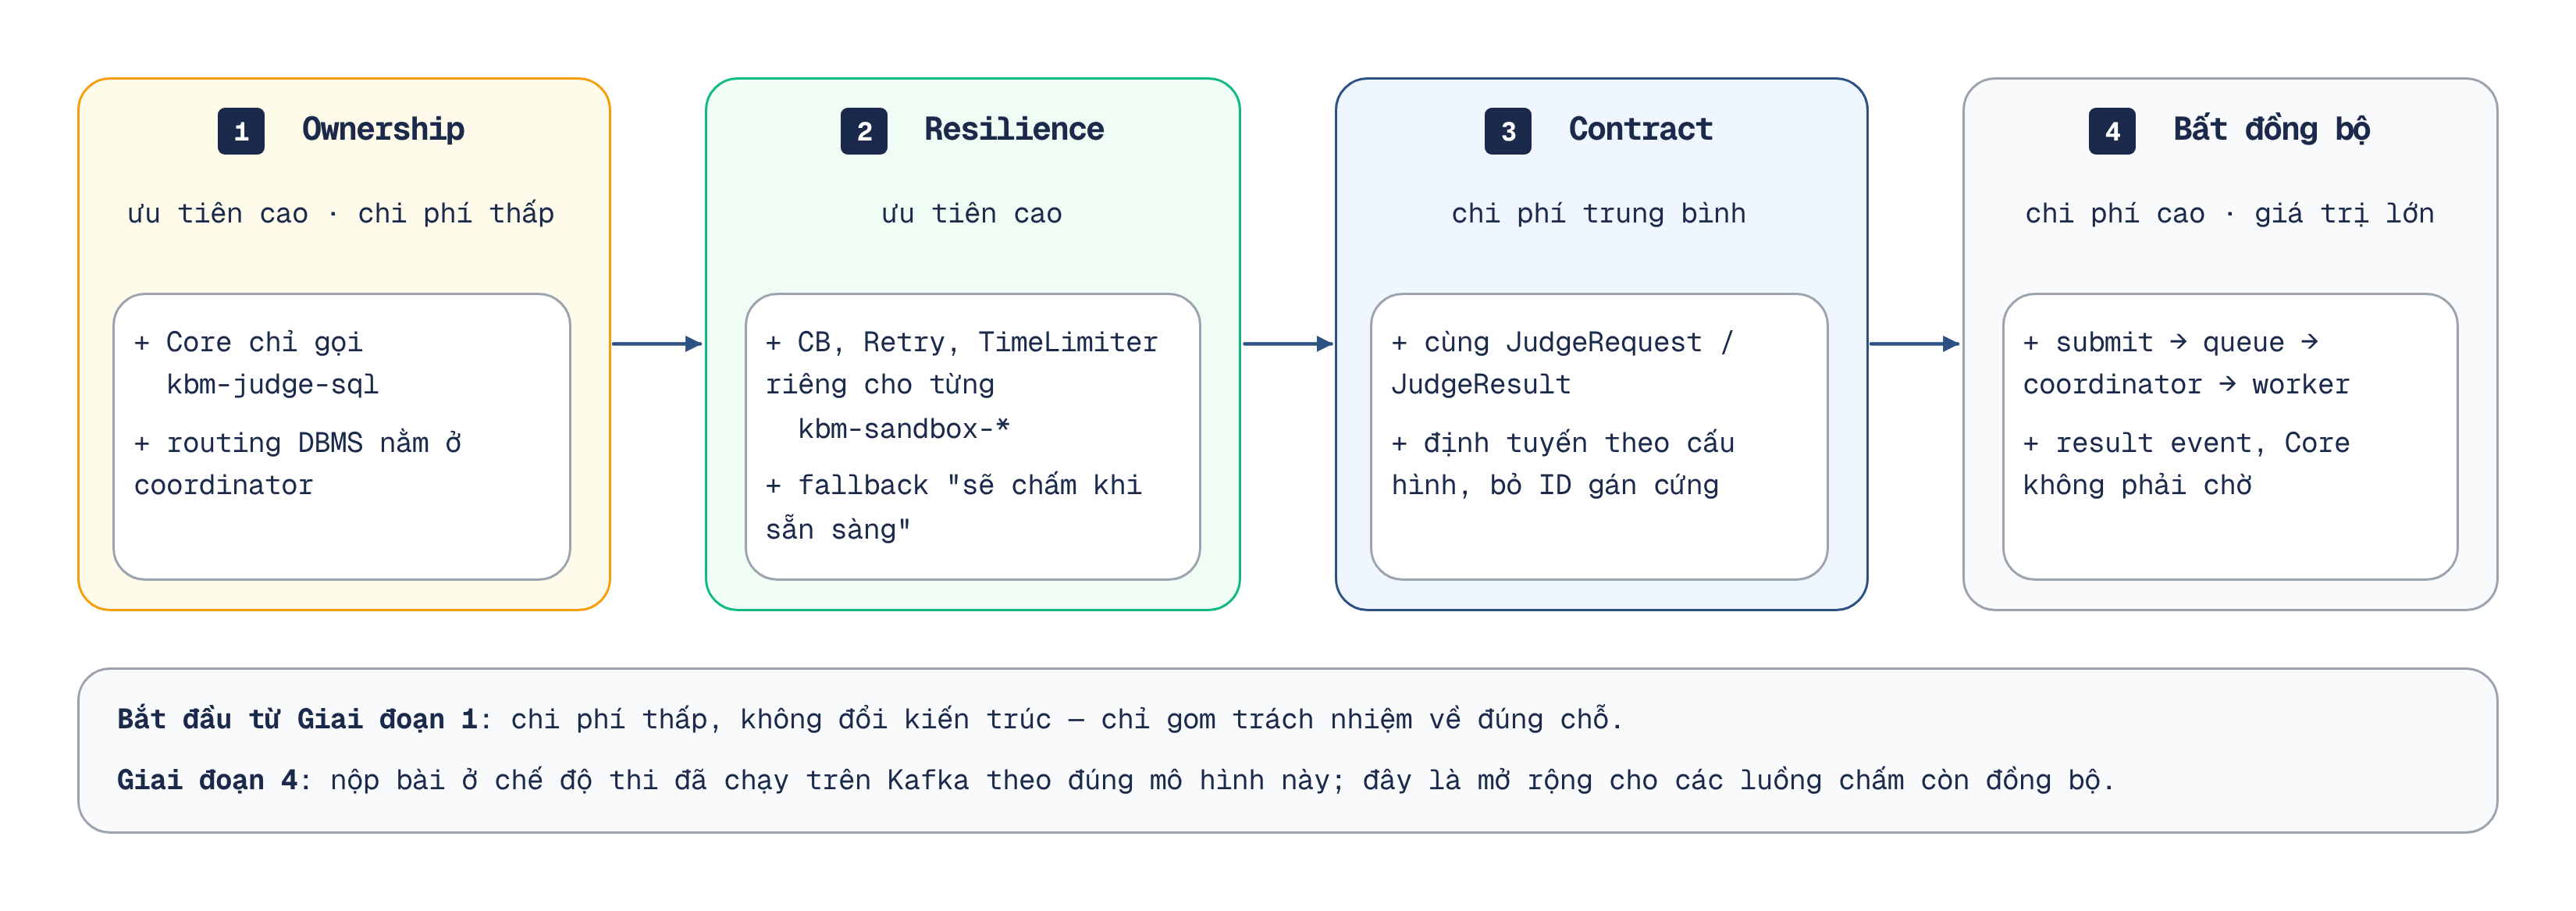 1 Ownership
ưu tiên cao · chi phí thấp
+ Core chỉ gọi
kbm-judge-sql
+ routing DBMS nằm ở
coordinator
2 Resilience
ưu tiên cao
+ CB, Retry, TimeLimiter
riêng cho từng
kbm-sandbox-*
+ fallback "sẽ chấm khi
sẵn sàng"
3 Contract
chi phí trung bình
+ cùng JudgeRequest /
JudgeResult
+ định tuyến theo cấu
hình, bỏ ID gán cứng
4 Bất đồng bộ
chi phí cao · giá trị lớn
+ submit → queue →
coordinator → worker
+ result event, Core
không phải chờ
Bắt đầu từ Giai đoạn 1: chi phí thấp, không đổi kiến trúc — chỉ gom trách nhiệm về đúng chỗ.
Giai đoạn 4: nộp bài ở chế độ thi đã chạy trên Kafka theo đúng mô hình này; đây là mở rộng cho các luồng chấm còn đồng bộ.